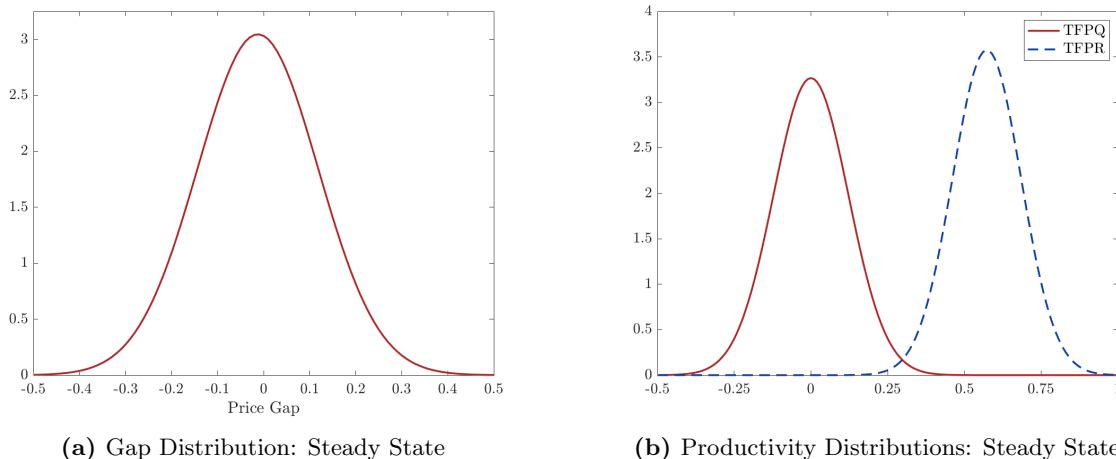 3
2.5
2
1.5
1
0.5
0
-0.5 -0.4 -0.3 -0.2 -0.1 0 0.1 0.2 0.3 0.4 0.5
Price Gap
(a) Gap Distribution: Steady State
4
3.5
3
2.5
2
1.5
1
0.5
0
-0.5 -0.25 0 0.25 0.5 0.75
TFPQ
TFPR
(b) Productivity Distributions: Steady State